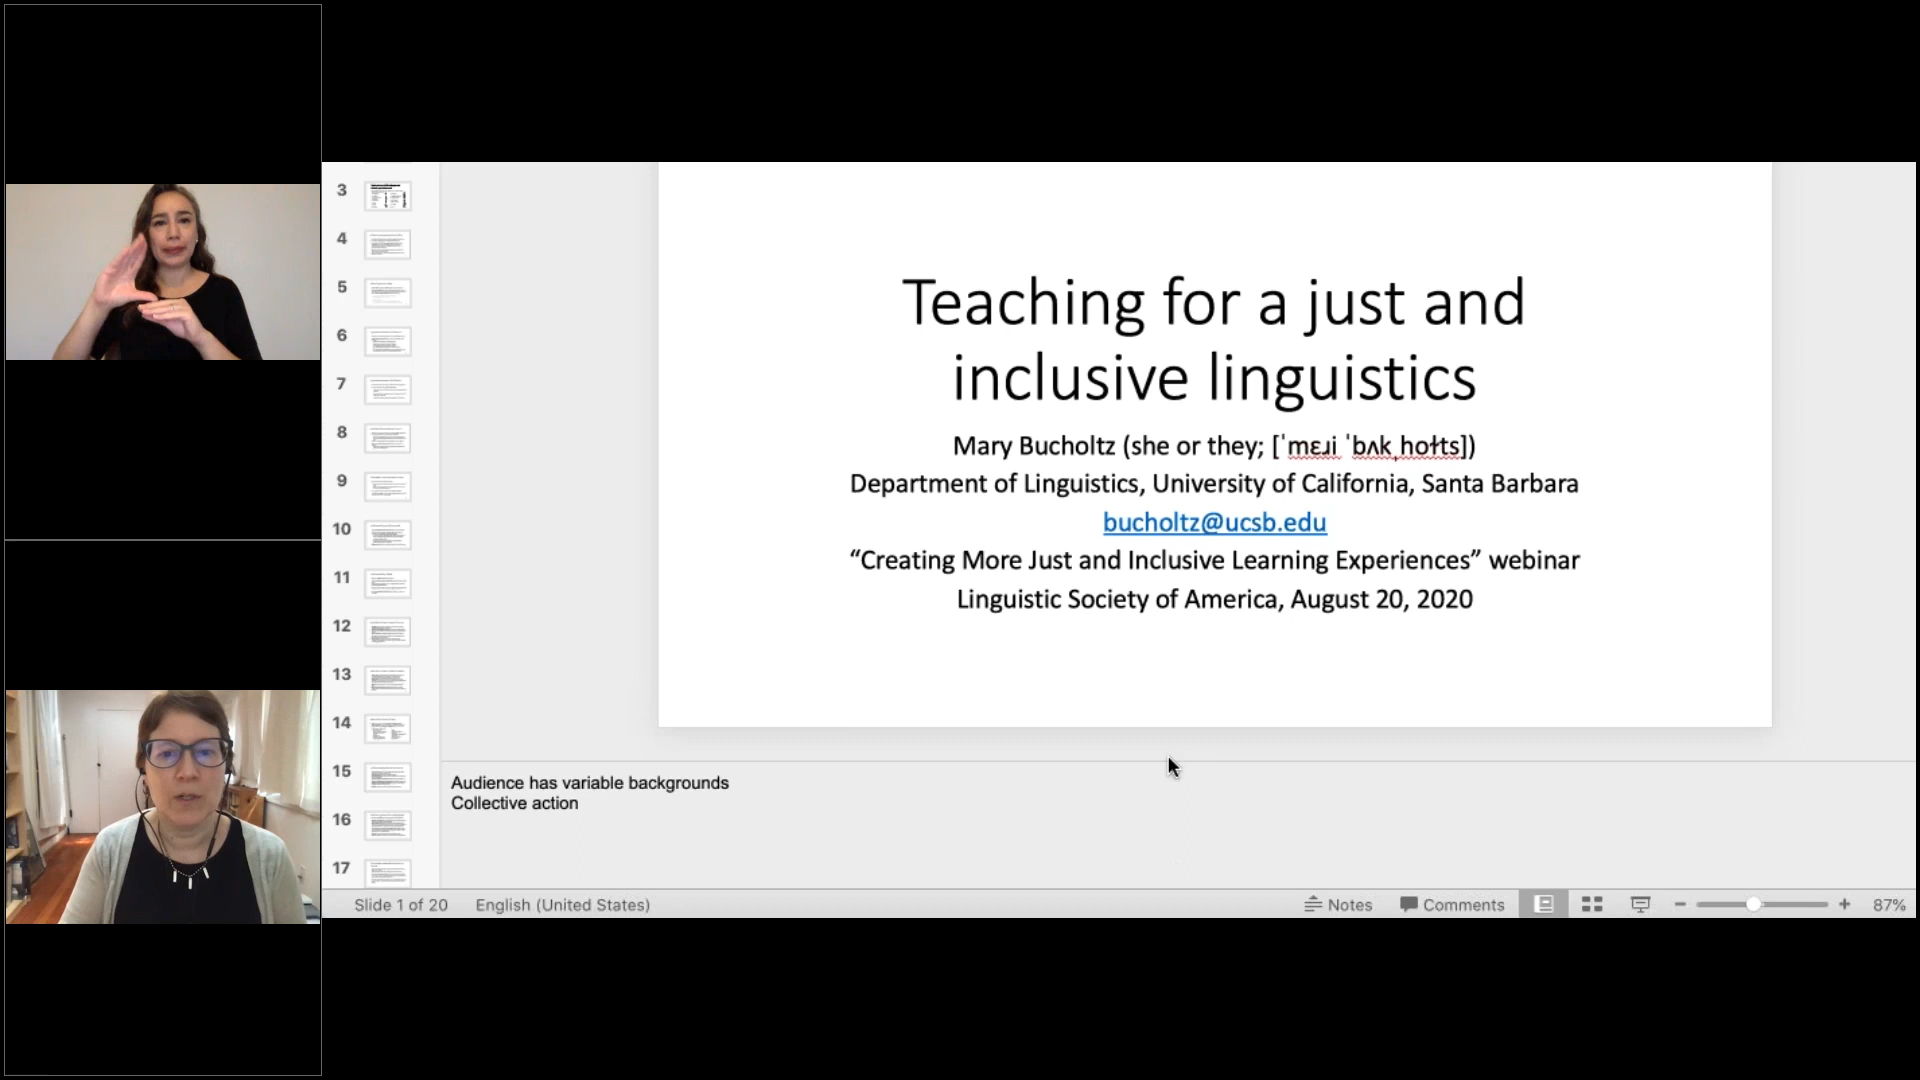 3
4
5
6
7
8
9
10
11
12
13
14
15
16
17
Teaching for a just and
inclusive linguistics
Mary Bucholtz (she or they; [ˈmɛɹi ˈbʌkˌhoɫts])
Department of Linguistics, University of California, Santa Barbara
bucholtz@ucsb.edu
“Creating More Just and Inclusive Learning Experiences” webinar
Linguistic Society of America, August 20, 2020
Audience has variable backgrounds
Collective action
Slide 1 of 20 English (United States) Notes Comments 87%